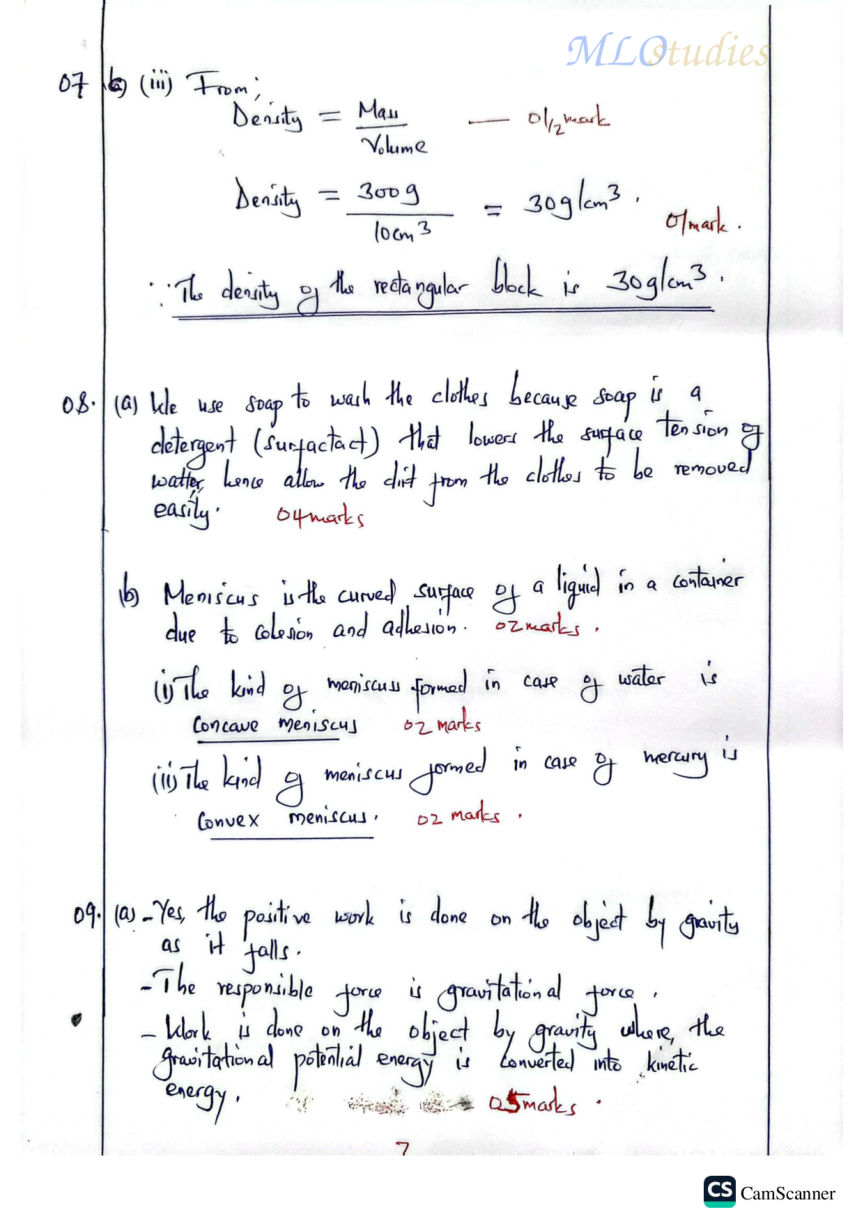 MLOstudies
07 (b) (iii) From;
Density = Mass / Volume — 01/2 mark
Density = 300g / 10cm3 = 30g/cm3. 01 mark.
∴ The density of the rectangular block is 30g/cm3.
08. (a) We use soap to wash the clothes because soap is a
detergent (surfactact) that lowers the surface tension of
watter, hence allow the dirt from the clothes to be removed
easily. 04 marks
(b) Meniscus is the curved surface of a liquid in a container
due to cohesion and adhesion. 02 marks.
(i) The kind of meniscus formed in case of water is
Concave meniscus 02 marks
(ii) The kind of meniscus formed in case of mercury is
Convex meniscus. 02 marks.
09. (a) - Yes, the positive work is done on the object by gravity
as it falls.
- The responsible force is gravitational force.
- Work is done on the object by gravity where, the
gravitational potential energy is converted into kinetic
energy. 05 marks.
7
CS CamScanner